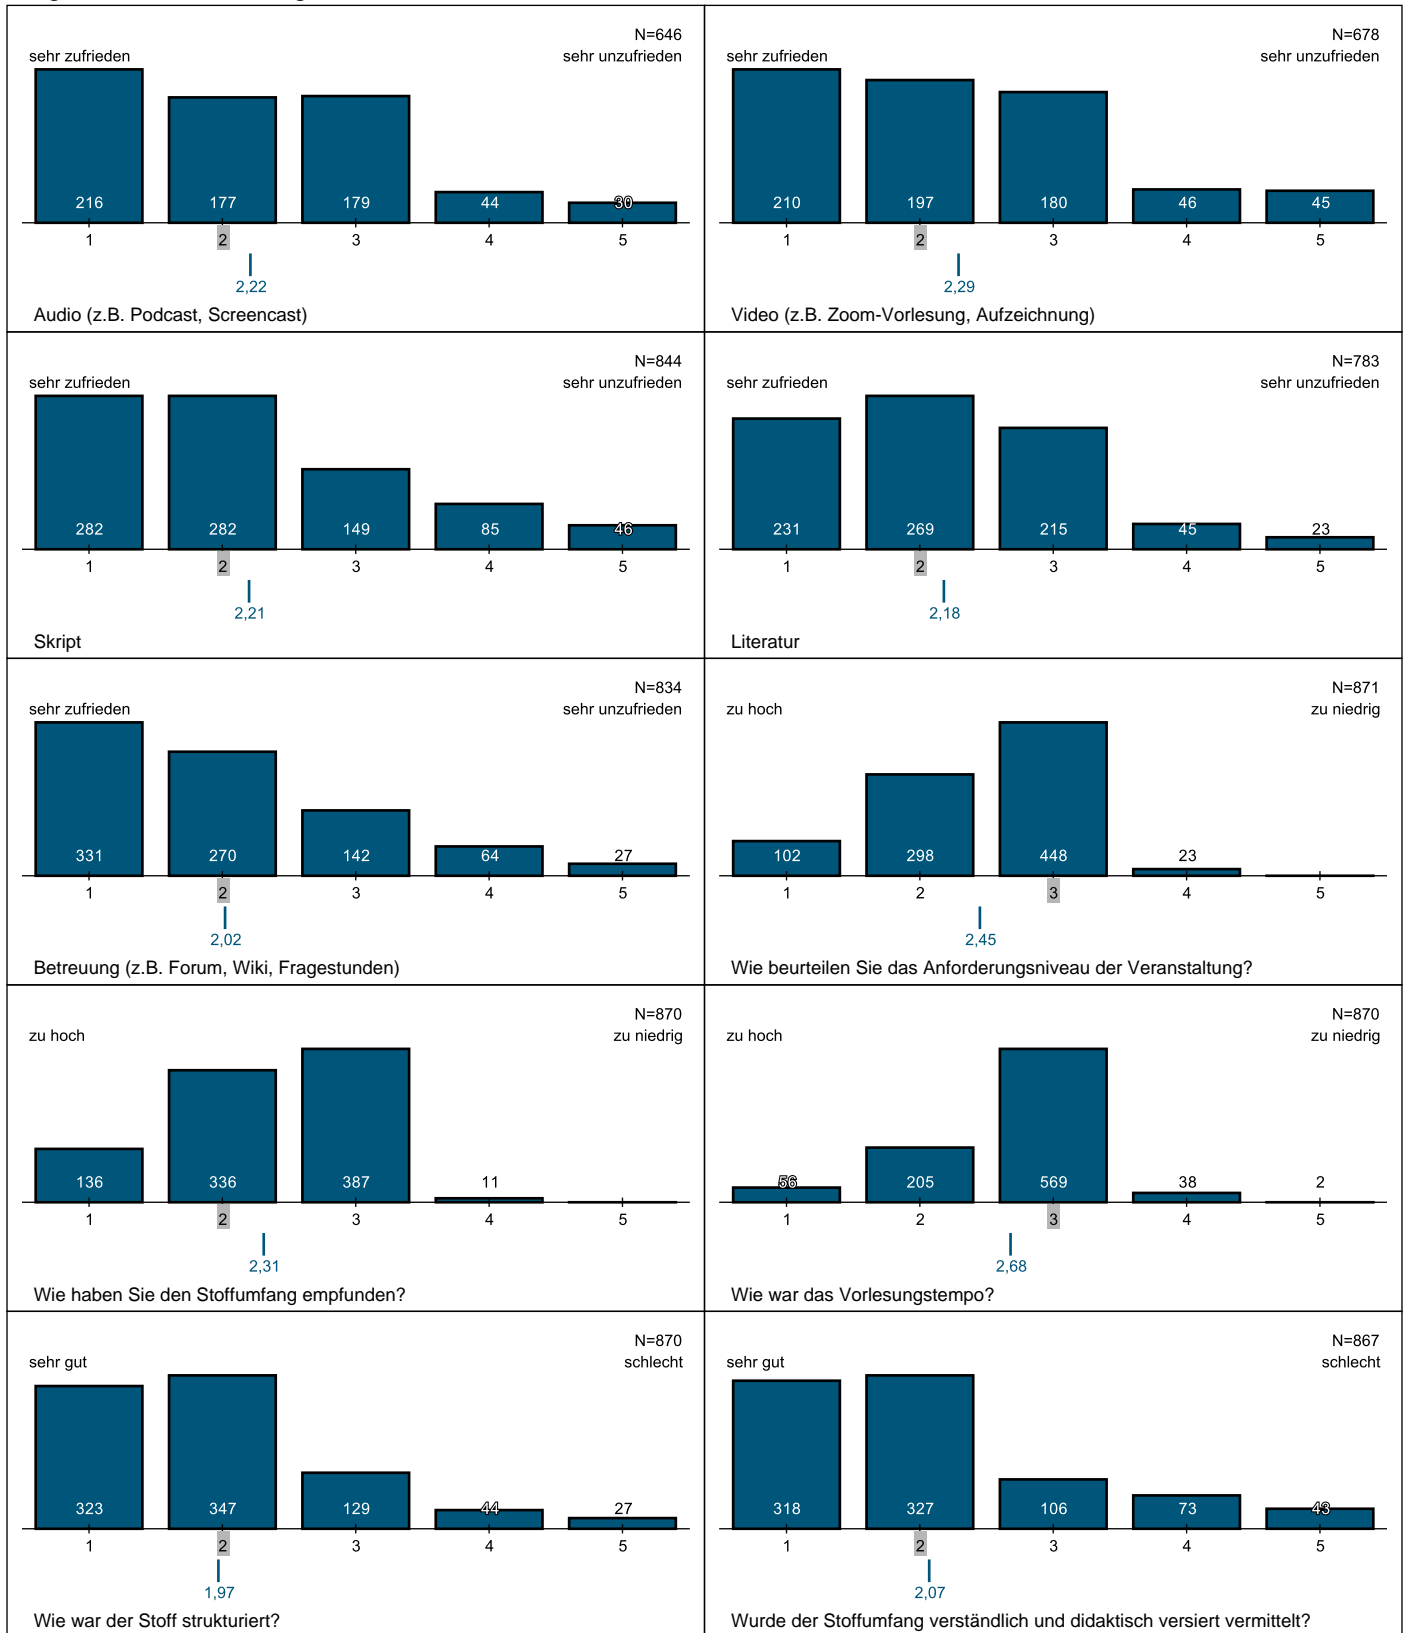 N=646
sehr zufrieden sehr unzufrieden
216 177 179 44 30
1 2 3 4 5
2,22
Audio (z.B. Podcast, Screencast)
N=678
sehr zufrieden sehr unzufrieden
210 197 180 46 45
1 2 3 4 5
2,29
Video (z.B. Zoom-Vorlesung, Aufzeichnung)
N=844
sehr zufrieden sehr unzufrieden
282 282 149 85 46
1 2 3 4 5
2,21
Skript
N=783
sehr zufrieden sehr unzufrieden
231 269 215 45 23
1 2 3 4 5
2,18
Literatur
N=834
sehr zufrieden sehr unzufrieden
331 270 142 64 27
1 2 3 4 5
2,02
Betreuung (z.B. Forum, Wiki, Fragestunden)
N=871
zu hoch zu niedrig
102 298 448 23
1 2 3 4 5
2,45
Wie beurteilen Sie das Anforderungsniveau der Veranstaltung?
N=870
zu hoch zu niedrig
136 336 387 11
1 2 3 4 5
2,31
Wie haben Sie den Stoffumfang empfunden?
N=870
zu hoch zu niedrig
56 205 569 38 2
1 2 3 4 5
2,68
Wie war das Vorlesungstempo?
N=870
sehr gut schlecht
323 347 129 44 27
1 2 3 4 5
1,97
Wie war der Stoff strukturiert?
N=867
sehr gut schlecht
318 327 106 73 43
1 2 3 4 5
2,07
Wurde der Stoffumfang verständlich und didaktisch versiert vermittelt?